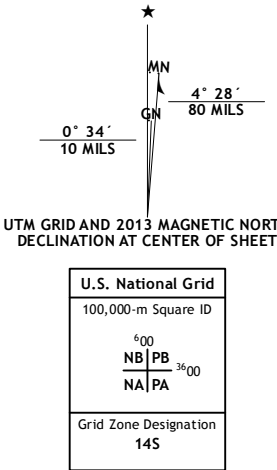 ★
MN
GN
4° 28´
80 MILS
0° 34´
10 MILS
UTM GRID AND 2013 MAGNETIC NORT
DECLINATION AT CENTER OF SHEET
U.S. National Grid
100,000-m Square ID
600
NB PB
3600
NA PA
Grid Zone Designation
14S